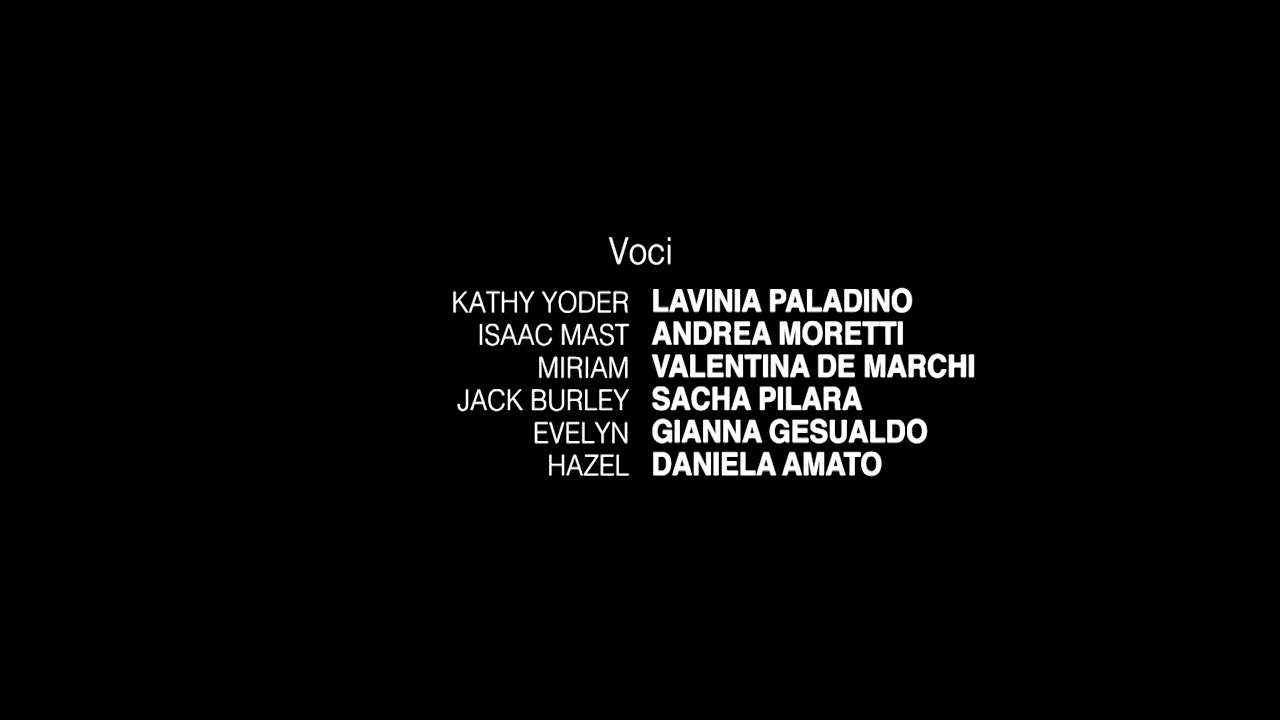 Voci
KATHY YODER LAVINIA PALADINO
ISAAC MAST ANDREA MORETTI
MIRIAM VALENTINA DE MARCHI
JACK BURLEY SACHA PILARA
EVELYN GIANNA GESUALDO
HAZEL DANIELA AMATO